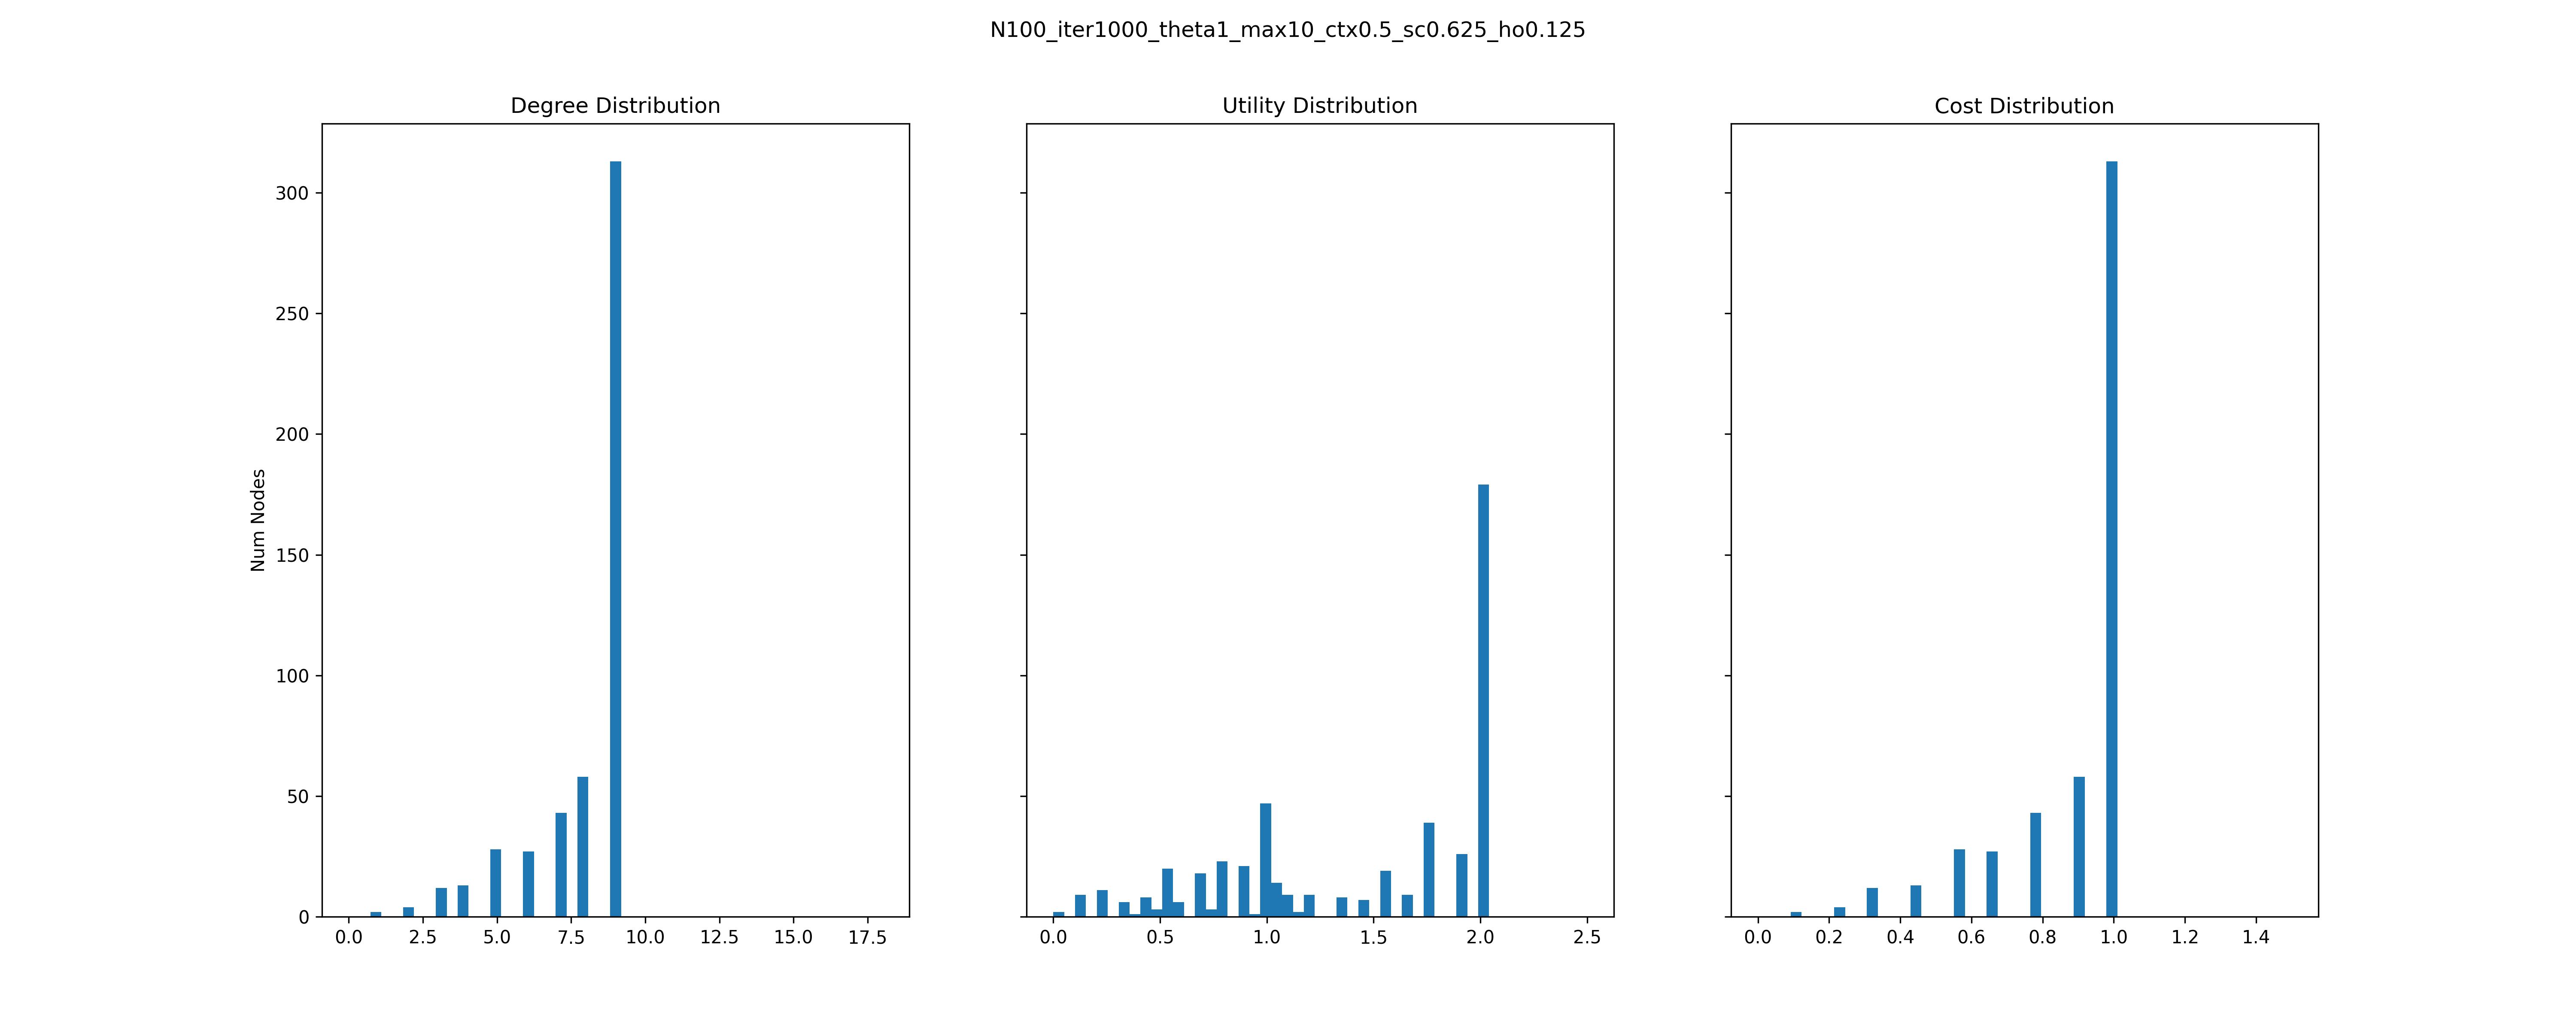 N100_iter1000_theta1_max10_ctx0.5_sc0.625_ho0.125
Degree Distribution
Num Nodes
300
250
200
150
100
50
0
0.0 2.5 5.0 7.5 10.0 12.5 15.0 17.5
Utility Distribution
0.0 0.5 1.0 1.5 2.0 2.5
Cost Distribution
0.0 0.2 0.4 0.6 0.8 1.0 1.2 1.4